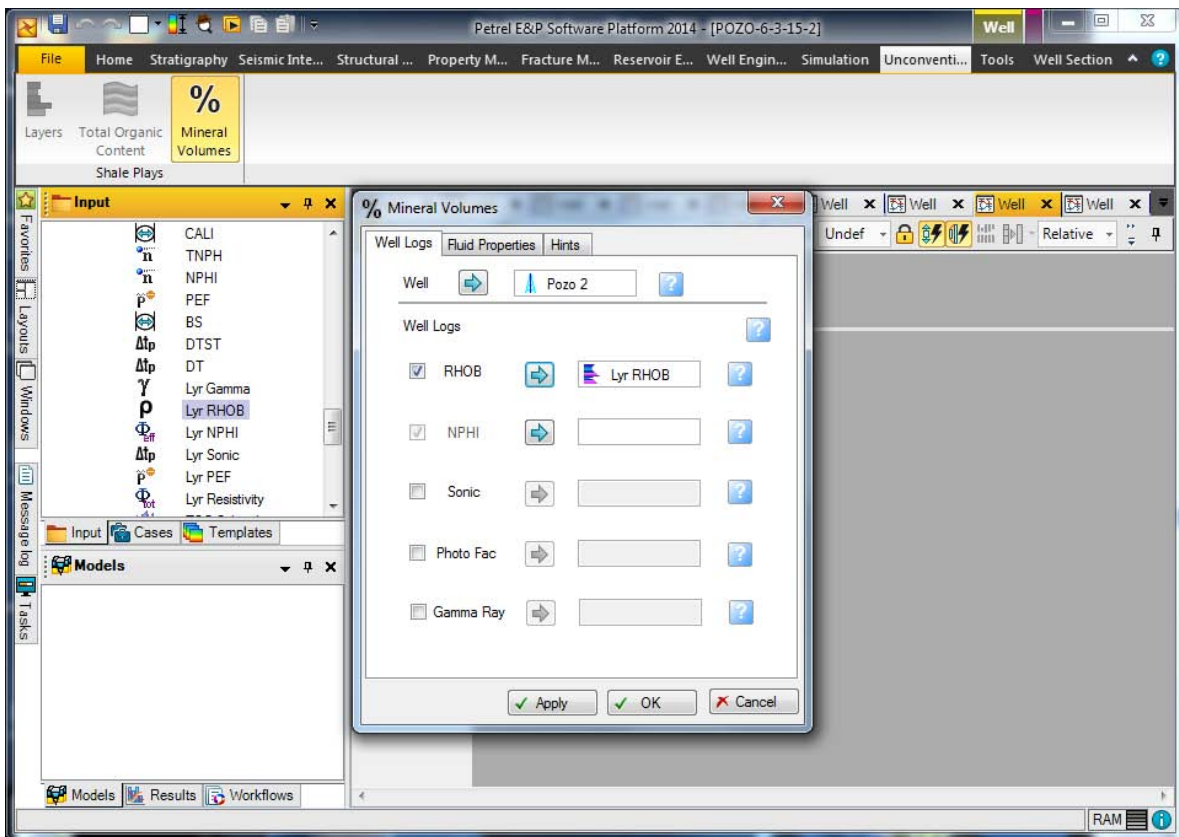 Petrel E&P Software Platform 2014 - [POZO-6-3-15-2]
Well
File Home Stratigraphy Seismic Inte... Structural ... Property M... Fracture M... Reservoir E... Well Engin... Simulation Unconventi... Tools Well Section
%
Layers Total Organic Content Mineral Volumes
Shale Plays
Favorites
Layouts
Windows
Message log
Tasks
Input
CALI
n TNPH
n NPHI
PEF
BS
Δtp DTST
Δtp DT
γ Lyr Gamma
ρ Lyr RHOB
Φeff Lyr NPHI
Δtp Lyr Sonic
Lyr PEF
Φtot Lyr Resistivity
Input Cases Templates
Models
Models Results Workflows
Well Well Well Well
Undef Relative
% Mineral Volumes
Well Logs Fluid Properties Hints
Well Pozo 2 ?
Well Logs ?
RHOB Lyr RHOB ?
NPHI ?
Sonic ?
Photo Fac ?
Gamma Ray ?
Apply OK Cancel
RAM